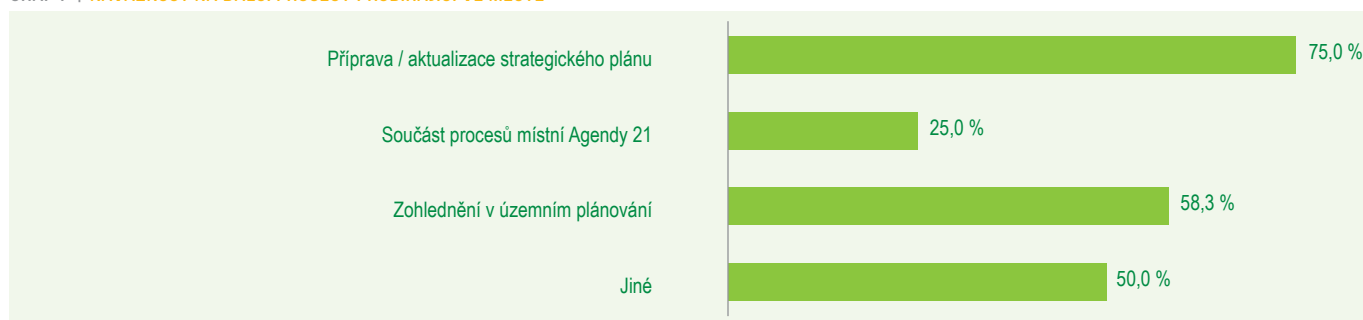 Příprava / aktualizace strategického plánu
75,0 %
Součást procesů místní Agendy 21
25,0 %
Zohlednění v územním plánování
58,3 %
Jiné
50,0 %